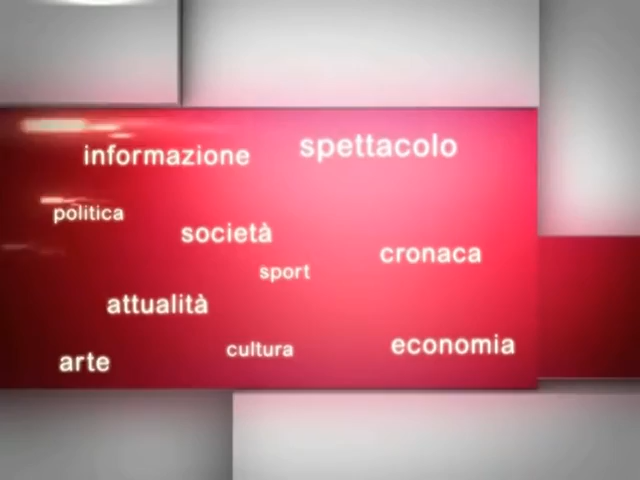 informazione
spettacolo
politica
società
cronaca
sport
attualità
economia
cultura
arte